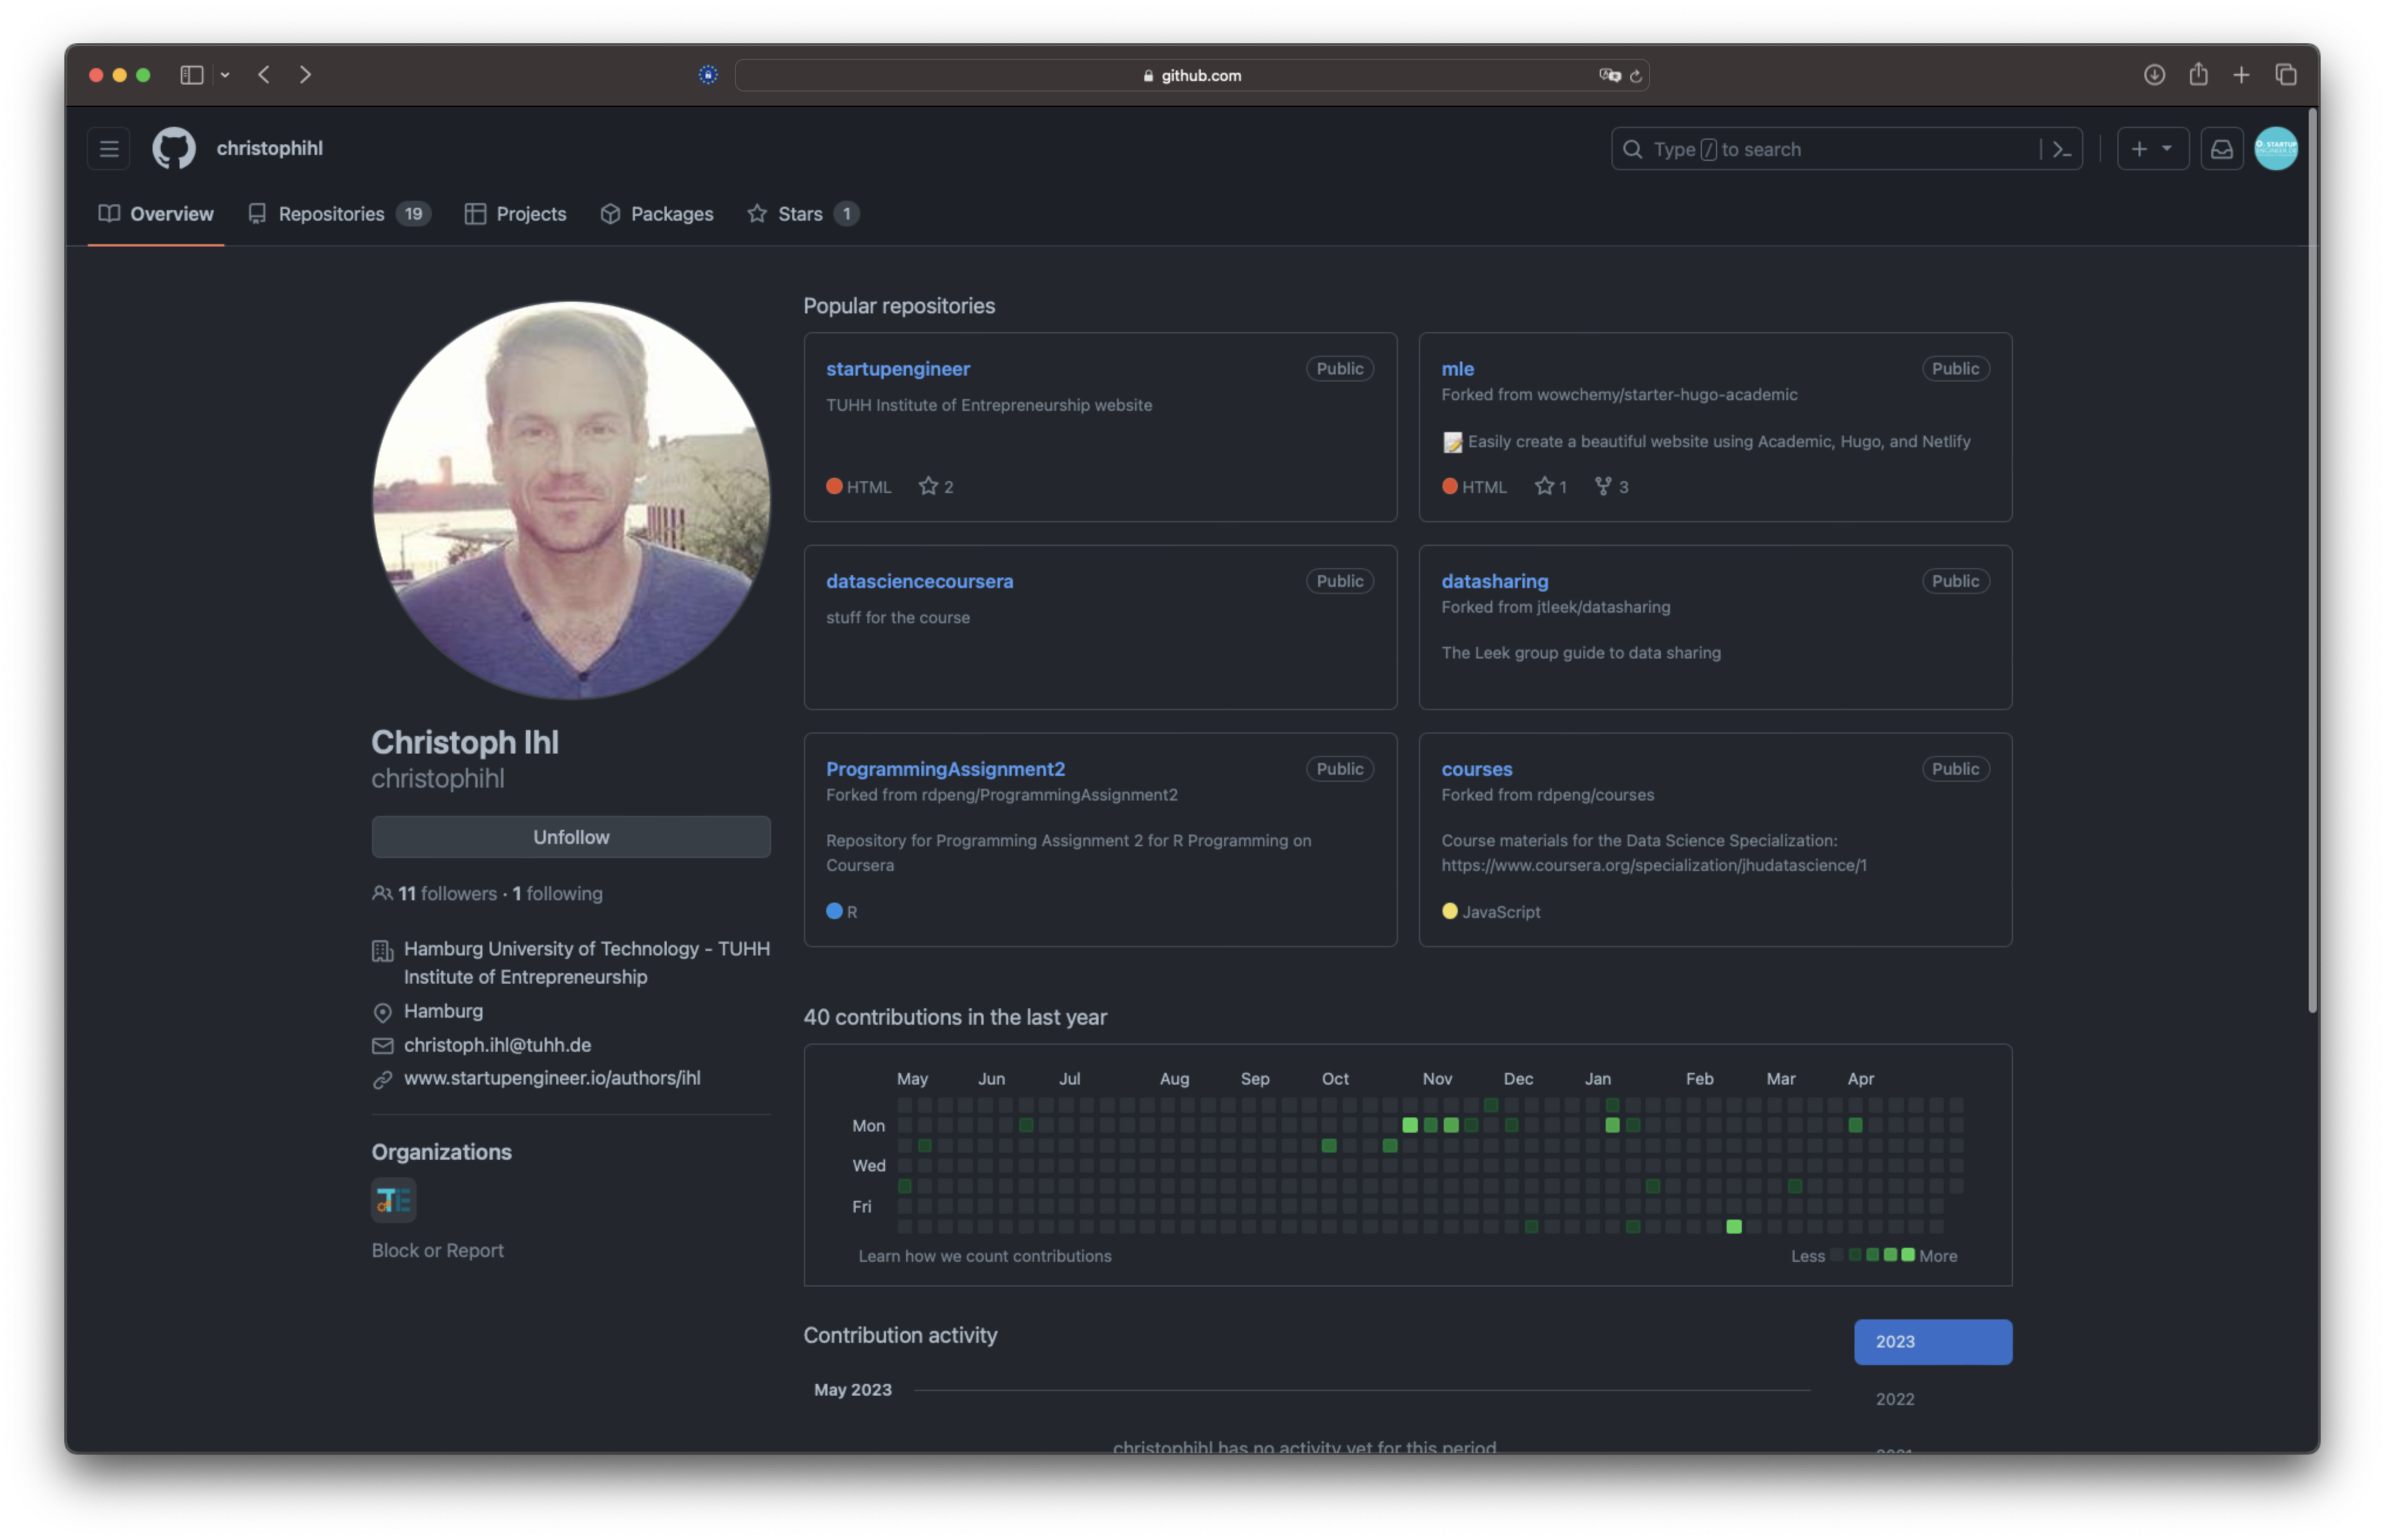 github.com
christophihl
Type / to search
Overview
Repositories 19
Projects
Packages
Stars 1
Christoph Ihl
christophihl
Unfollow
11 followers · 1 following
Hamburg University of Technology - TUHH
Institute of Entrepreneurship
Hamburg
christoph.ihl@tuhh.de
www.startupengineer.io/authors/ihl
Organizations
Block or Report
Popular repositories
startupengineer Public
TUHH Institute of Entrepreneurship website
HTML 2
mle Public
Forked from wowchemy/starter-hugo-academic
Easily create a beautiful website using Academic, Hugo, and Netlify
HTML 1 3
datasciencecoursera Public
stuff for the course
datasharing Public
Forked from jtleek/datasharing
The Leek group guide to data sharing
ProgrammingAssignment2 Public
Forked from rdpeng/ProgrammingAssignment2
Repository for Programming Assignment 2 for R Programming on
Coursera
R
courses Public
Forked from rdpeng/courses
Course materials for the Data Science Specialization:
https://www.coursera.org/specialization/jhudatascience/1
JavaScript
40 contributions in the last year
May Jun Jul Aug Sep Oct Nov Dec Jan Feb Mar Apr
Mon
Wed
Fri
Learn how we count contributions
Less More
Contribution activity
2023
May 2023
2022
christophihl has no activity yet for this period